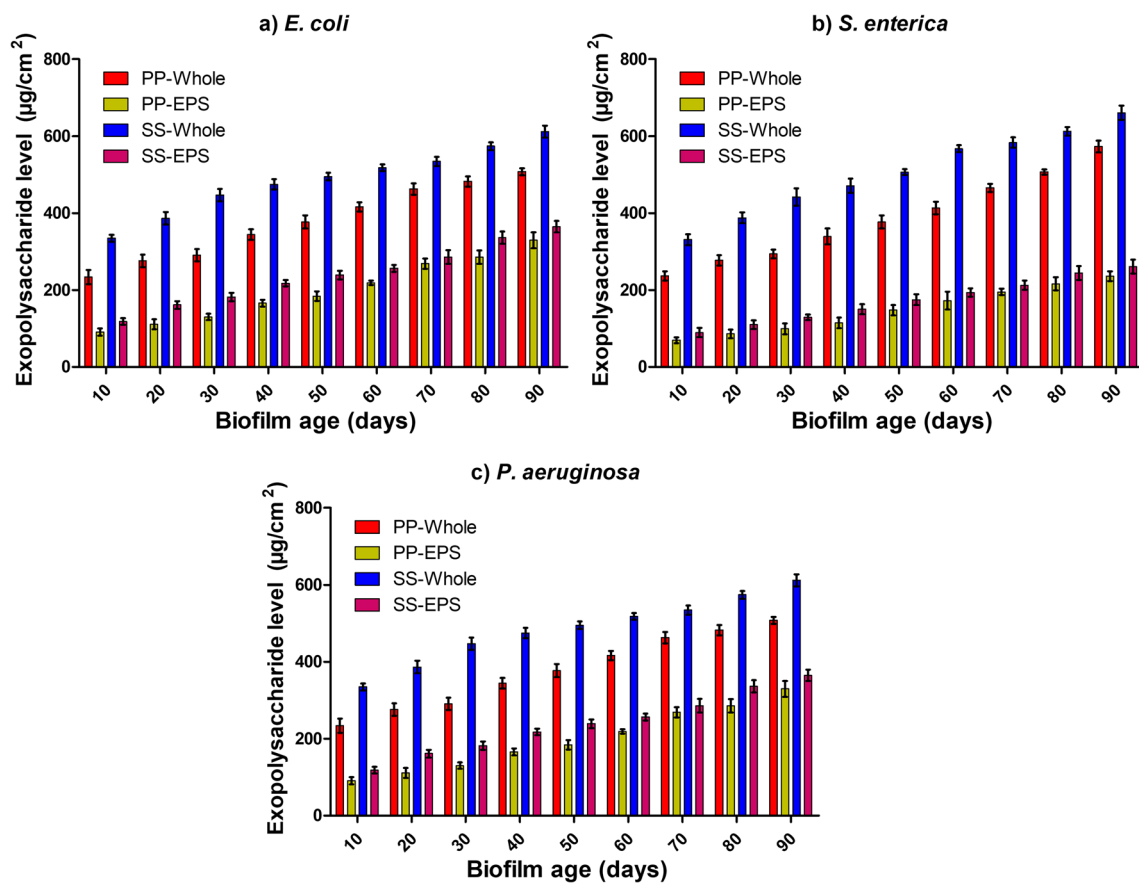 a) E. coli
Exopolysaccharide level (µg/cm²)
800
600
400
200
0
PP-Whole
PP-EPS
SS-Whole
SS-EPS
10 20 30 40 50 60 70 80 90
Biofilm age (days)
b) S. enterica
Exopolysaccharide level (µg/cm²)
800
600
400
200
0
PP-Whole
PP-EPS
SS-Whole
SS-EPS
10 20 30 40 50 60 70 80 90
Biofilm age (days)
c) P. aeruginosa
Exopolysaccharide level (µg/cm²)
800
600
400
200
0
PP-Whole
PP-EPS
SS-Whole
SS-EPS
10 20 30 40 50 60 70 80 90
Biofilm age (days)